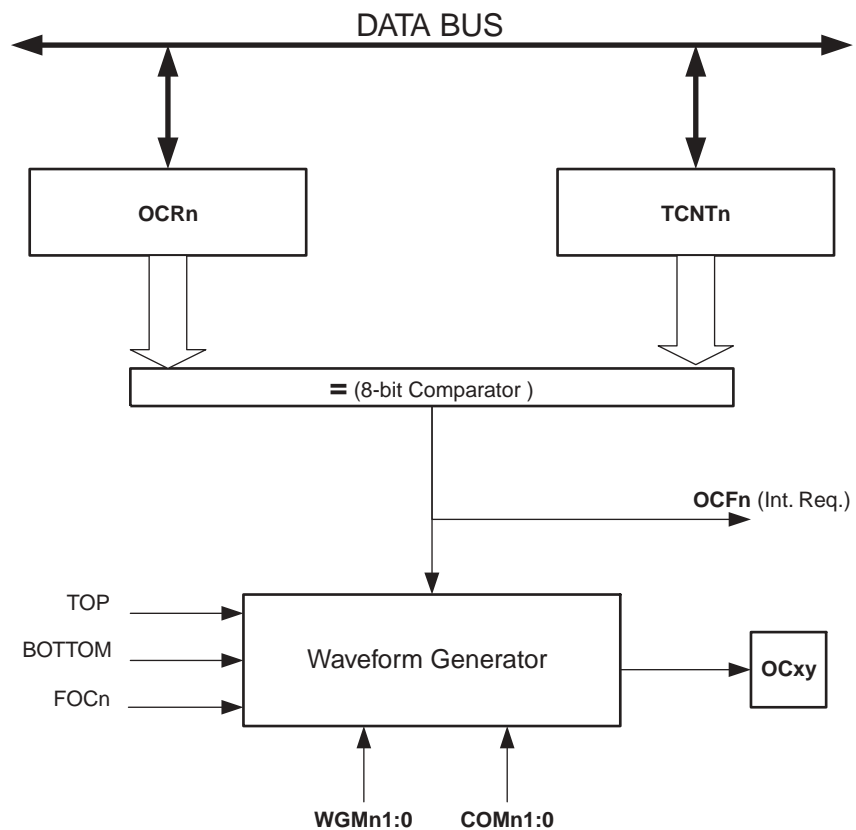 DATA BUS
OCRn
TCNTn
= (8-bit Comparator )
OCFn (Int. Req.)
TOP
BOTTOM
FOCn
Waveform Generator
OCxy
WGMn1:0
COMn1:0